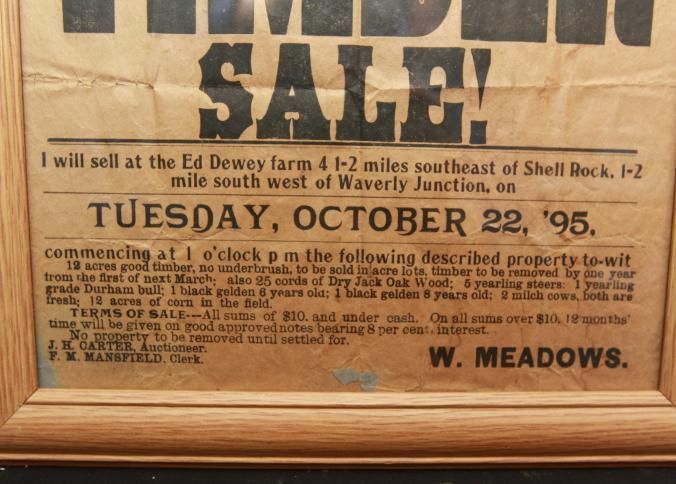 TIMBER
SALE!
I will sell at the Ed Dewey farm 4 1-2 miles southeast of Shell Rock, 1-2
mile south west of Waverly Junction, on
TUESDAY, OCTOBER 22, '95,
commencing at 1 o'clock p m the following described property to-wit
12 acres good timber, no underbrush, to be sold in acre lots, timber to be removed by one year
from the first of next March; also 25 cords of Dry Jack Oak Wood; 5 yearling steers; 1 yearling
grade Durham bull; 1 black gelden 6 years old; 1 black gelden 8 years old; 2 milch cows, both are
fresh; 12 acres of corn in the field.
TERMS OF SALE---All sums of $10. and under cash. On all sums over $10, 12 months'
time will be given on good approved notes bearing 8 per cent. interest.
No property to be removed until settled for.
J. H. CARTER, Auctioneer.
F. M. MANSFIELD, Clerk.
W. MEADOWS.